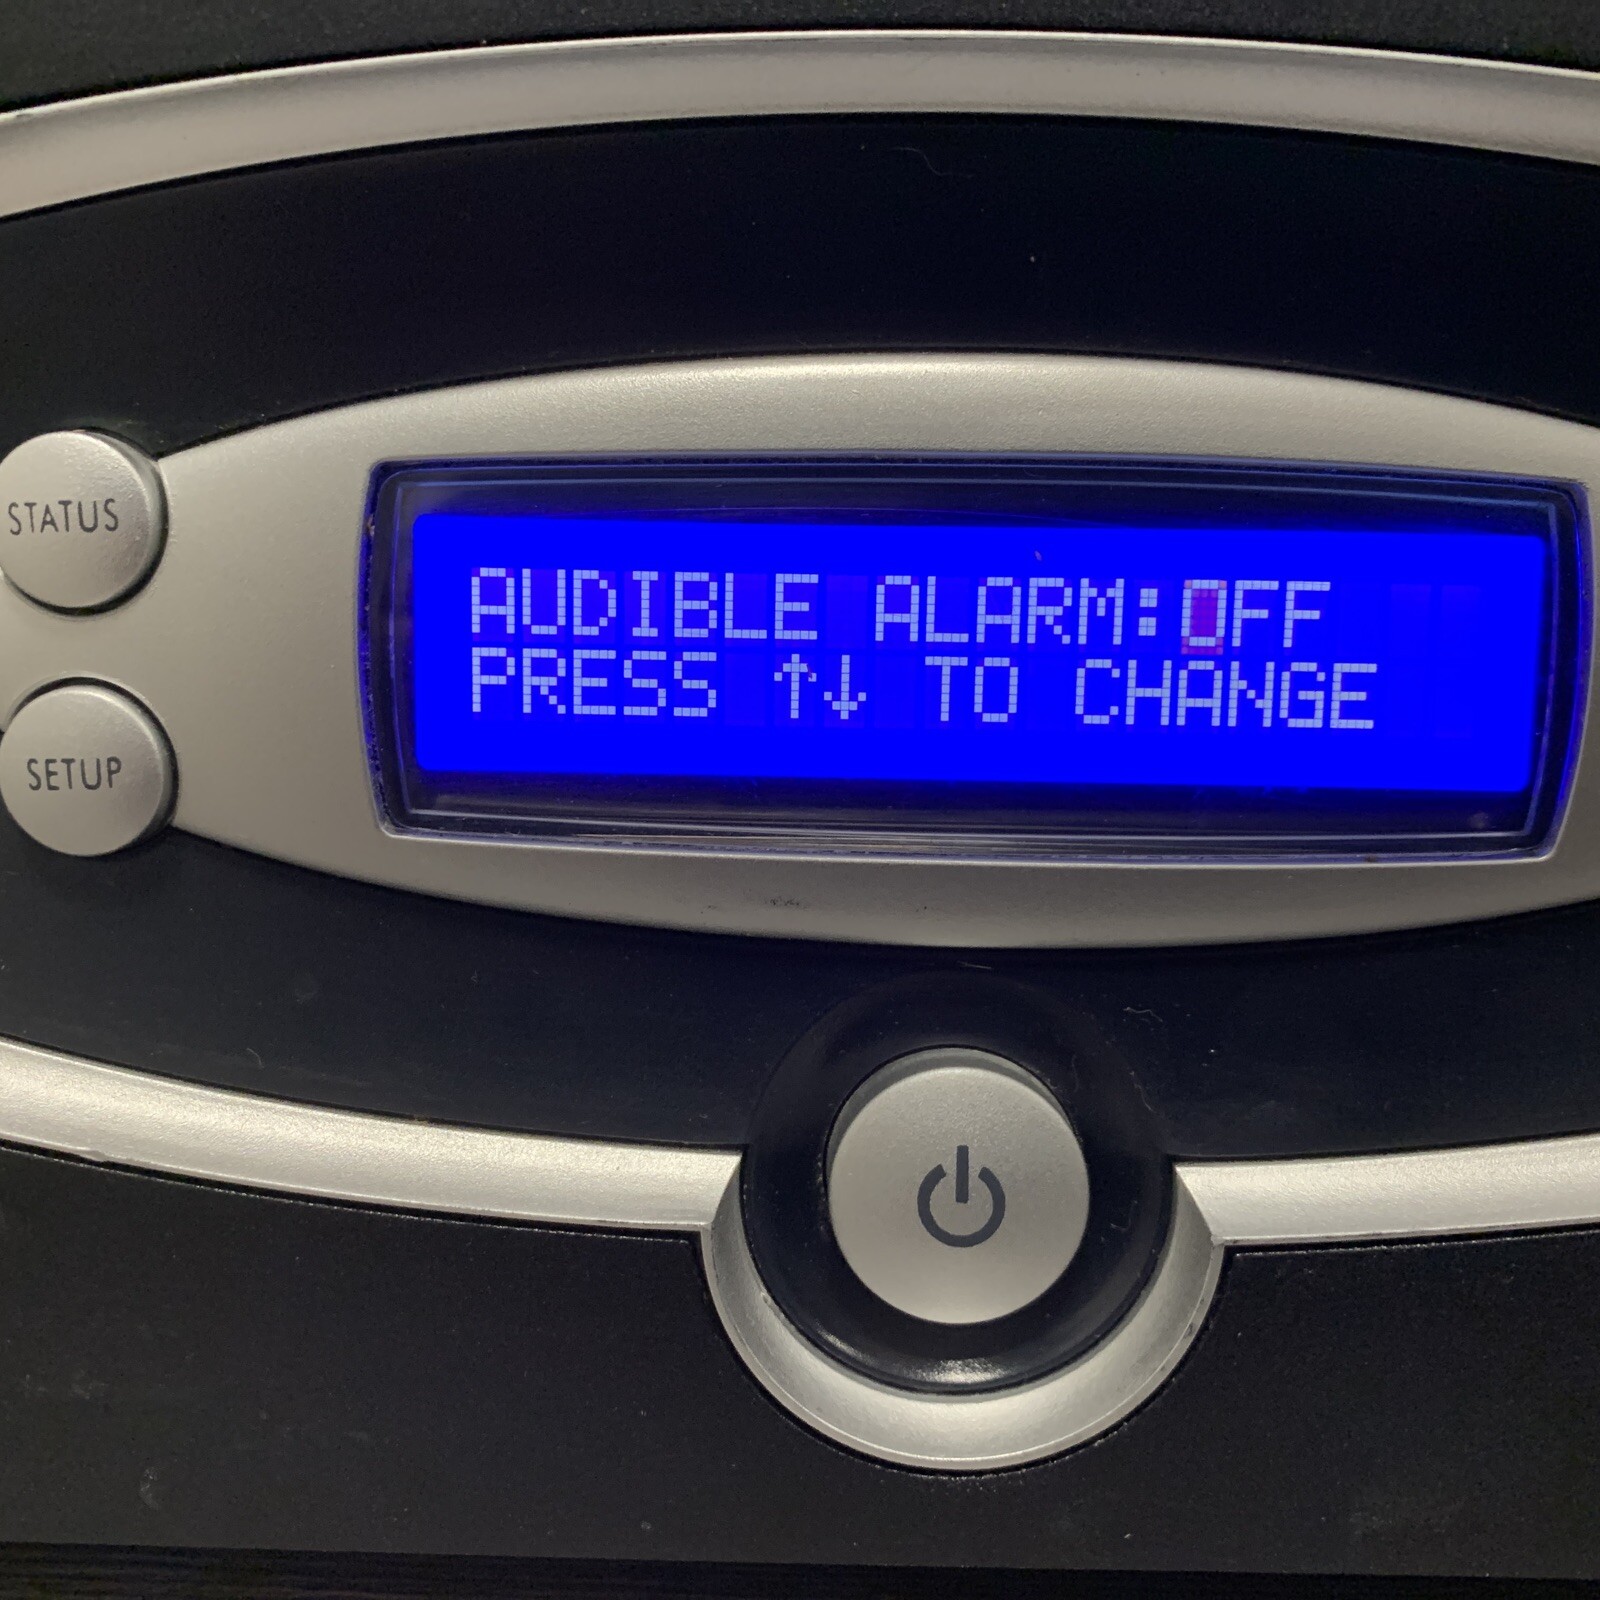 STATUS
SETUP
AUDIBLE ALARM:OFF
PRESS ↑↓ TO CHANGE